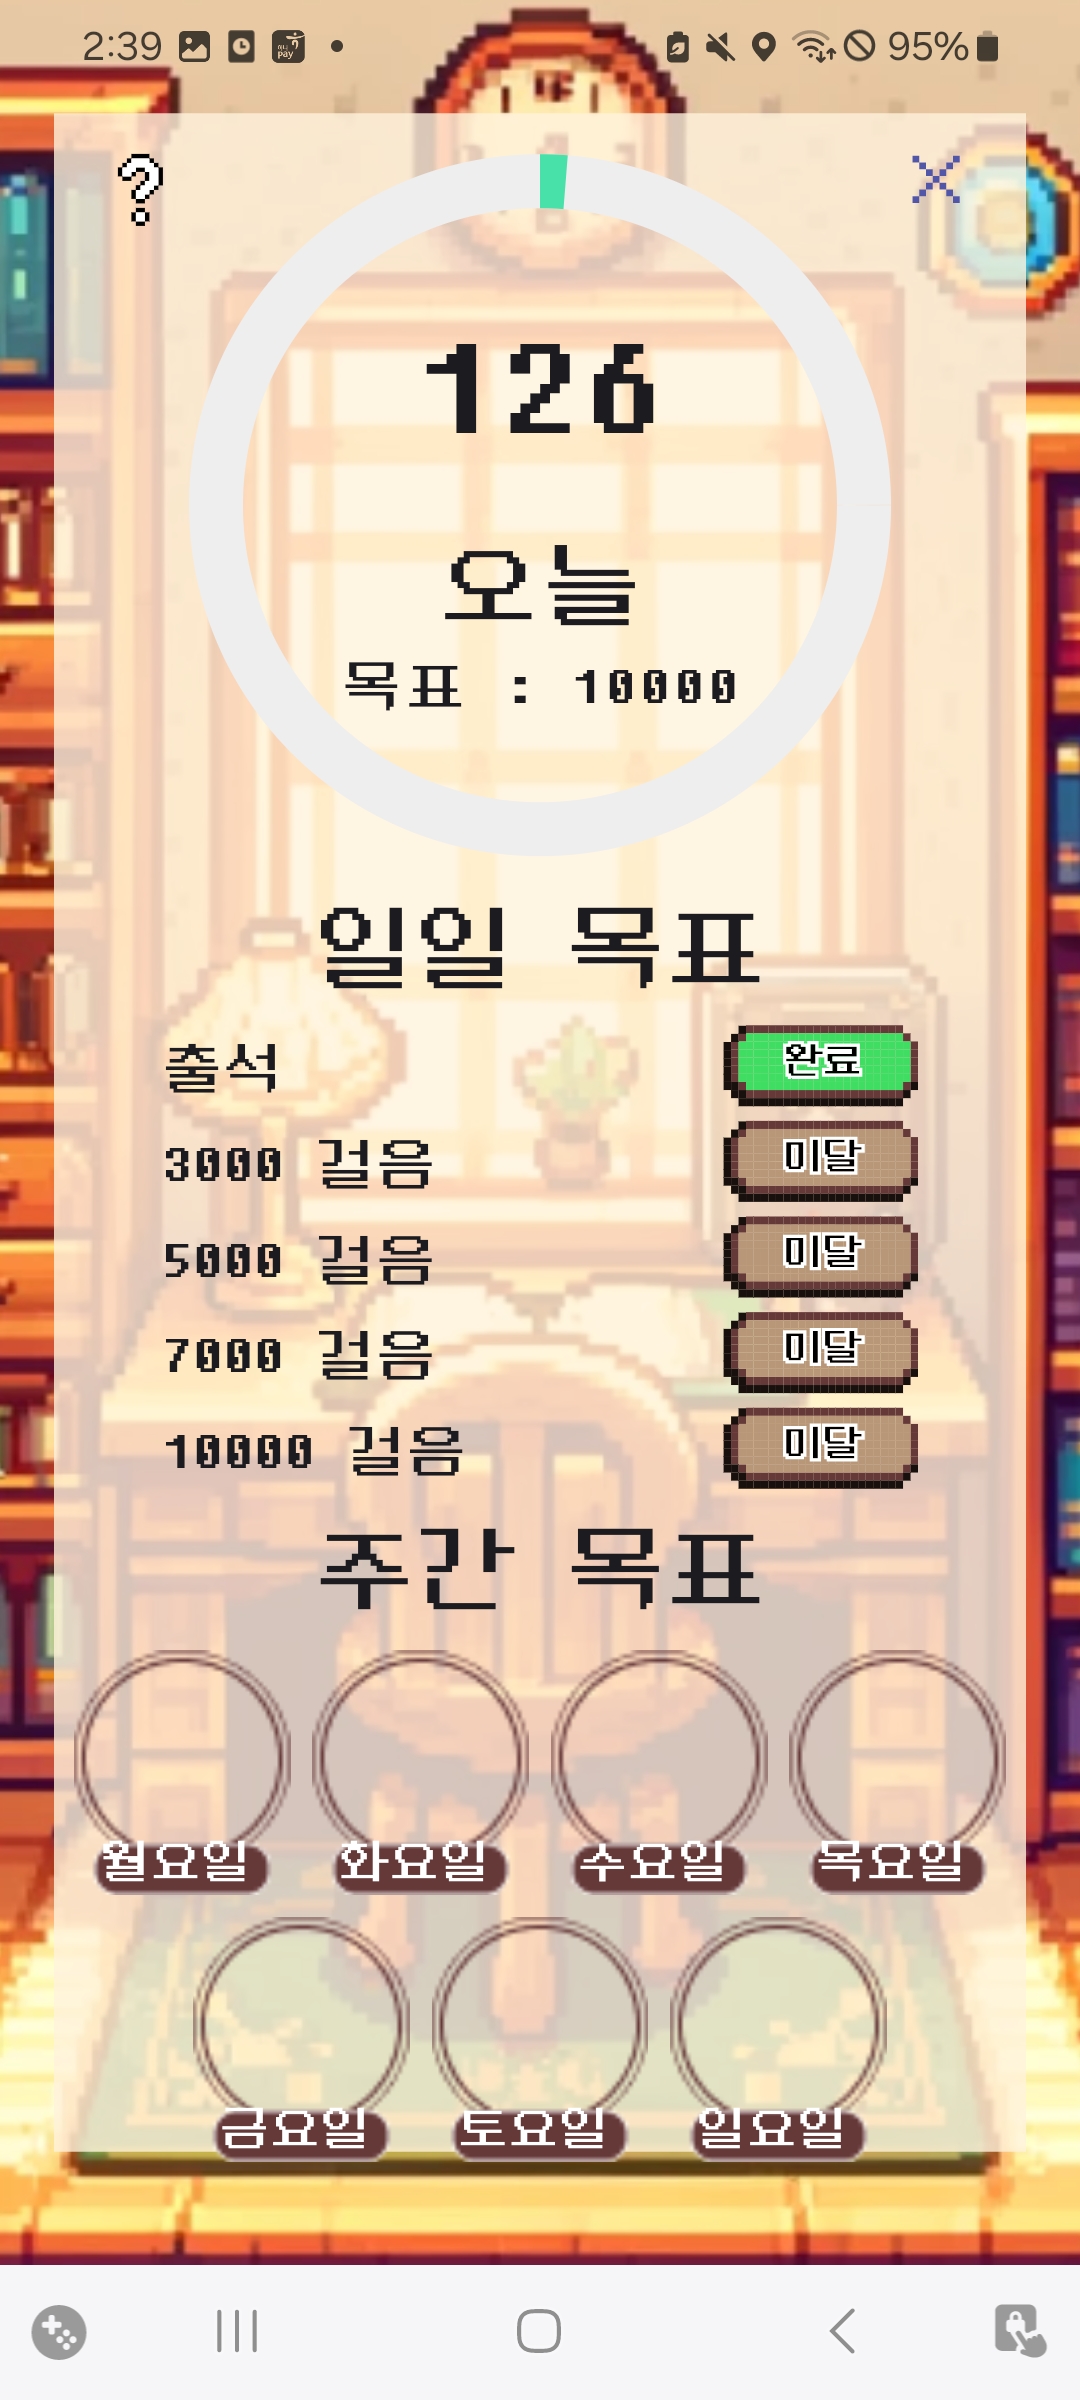 2:39
pay
95%
?
126
오늘
목표 : 10000
일일 목표
출석 완료
3000 걸음 미달
5000 걸음 미달
7000 걸음 미달
10000 걸음 미달
주간 목표
월요일 화요일 수요일 목요일
금요일 토요일 일요일